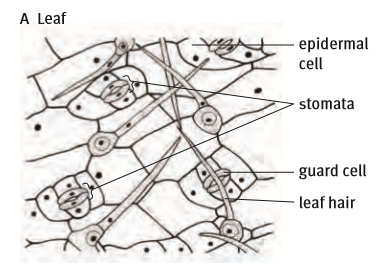 A Leaf
epidermal
cell
stomata
guard cell
leaf hair